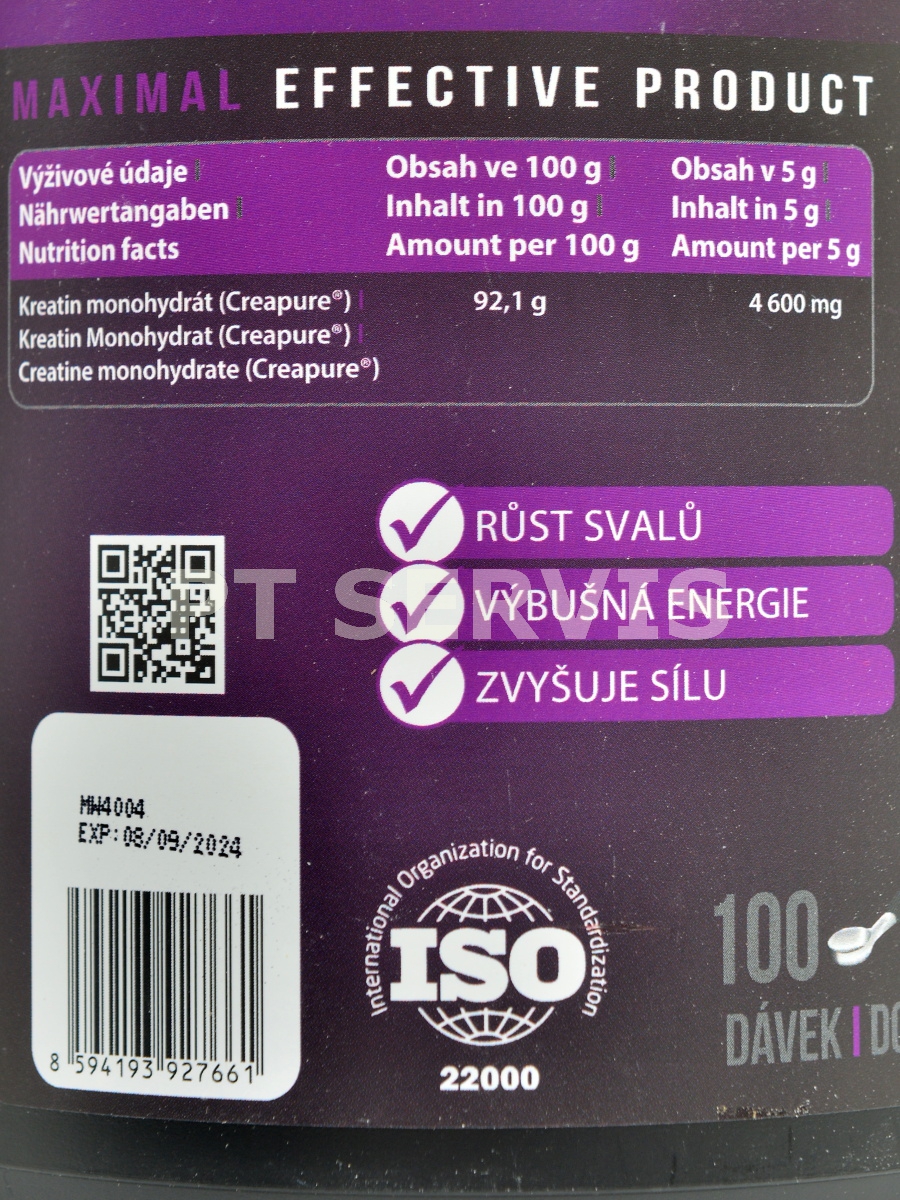 MAXIMAL EFFECTIVE PRODUCT
Výživové údaje | Obsah ve 100 g | Obsah v 5 g |
Nährwertangaben | Inhalt in 100 g | Inhalt in 5 g |
Nutrition facts Amount per 100 g Amount per 5 g
Kreatin monohydrát (Creapure®) | 92,1 g 4 600 mg
Kreatin Monohydrat (Creapure®) |
Creatine monohydrate (Creapure®)
RŮST SVALŮ
VÝBUŠNÁ ENERGIE
ZVYŠUJE SÍLU
PT SERVIS
MW4004
EXP:08/09/2024
8 594193 927661
International Organization for Standardization
ISO
22000
100
DÁVEK |